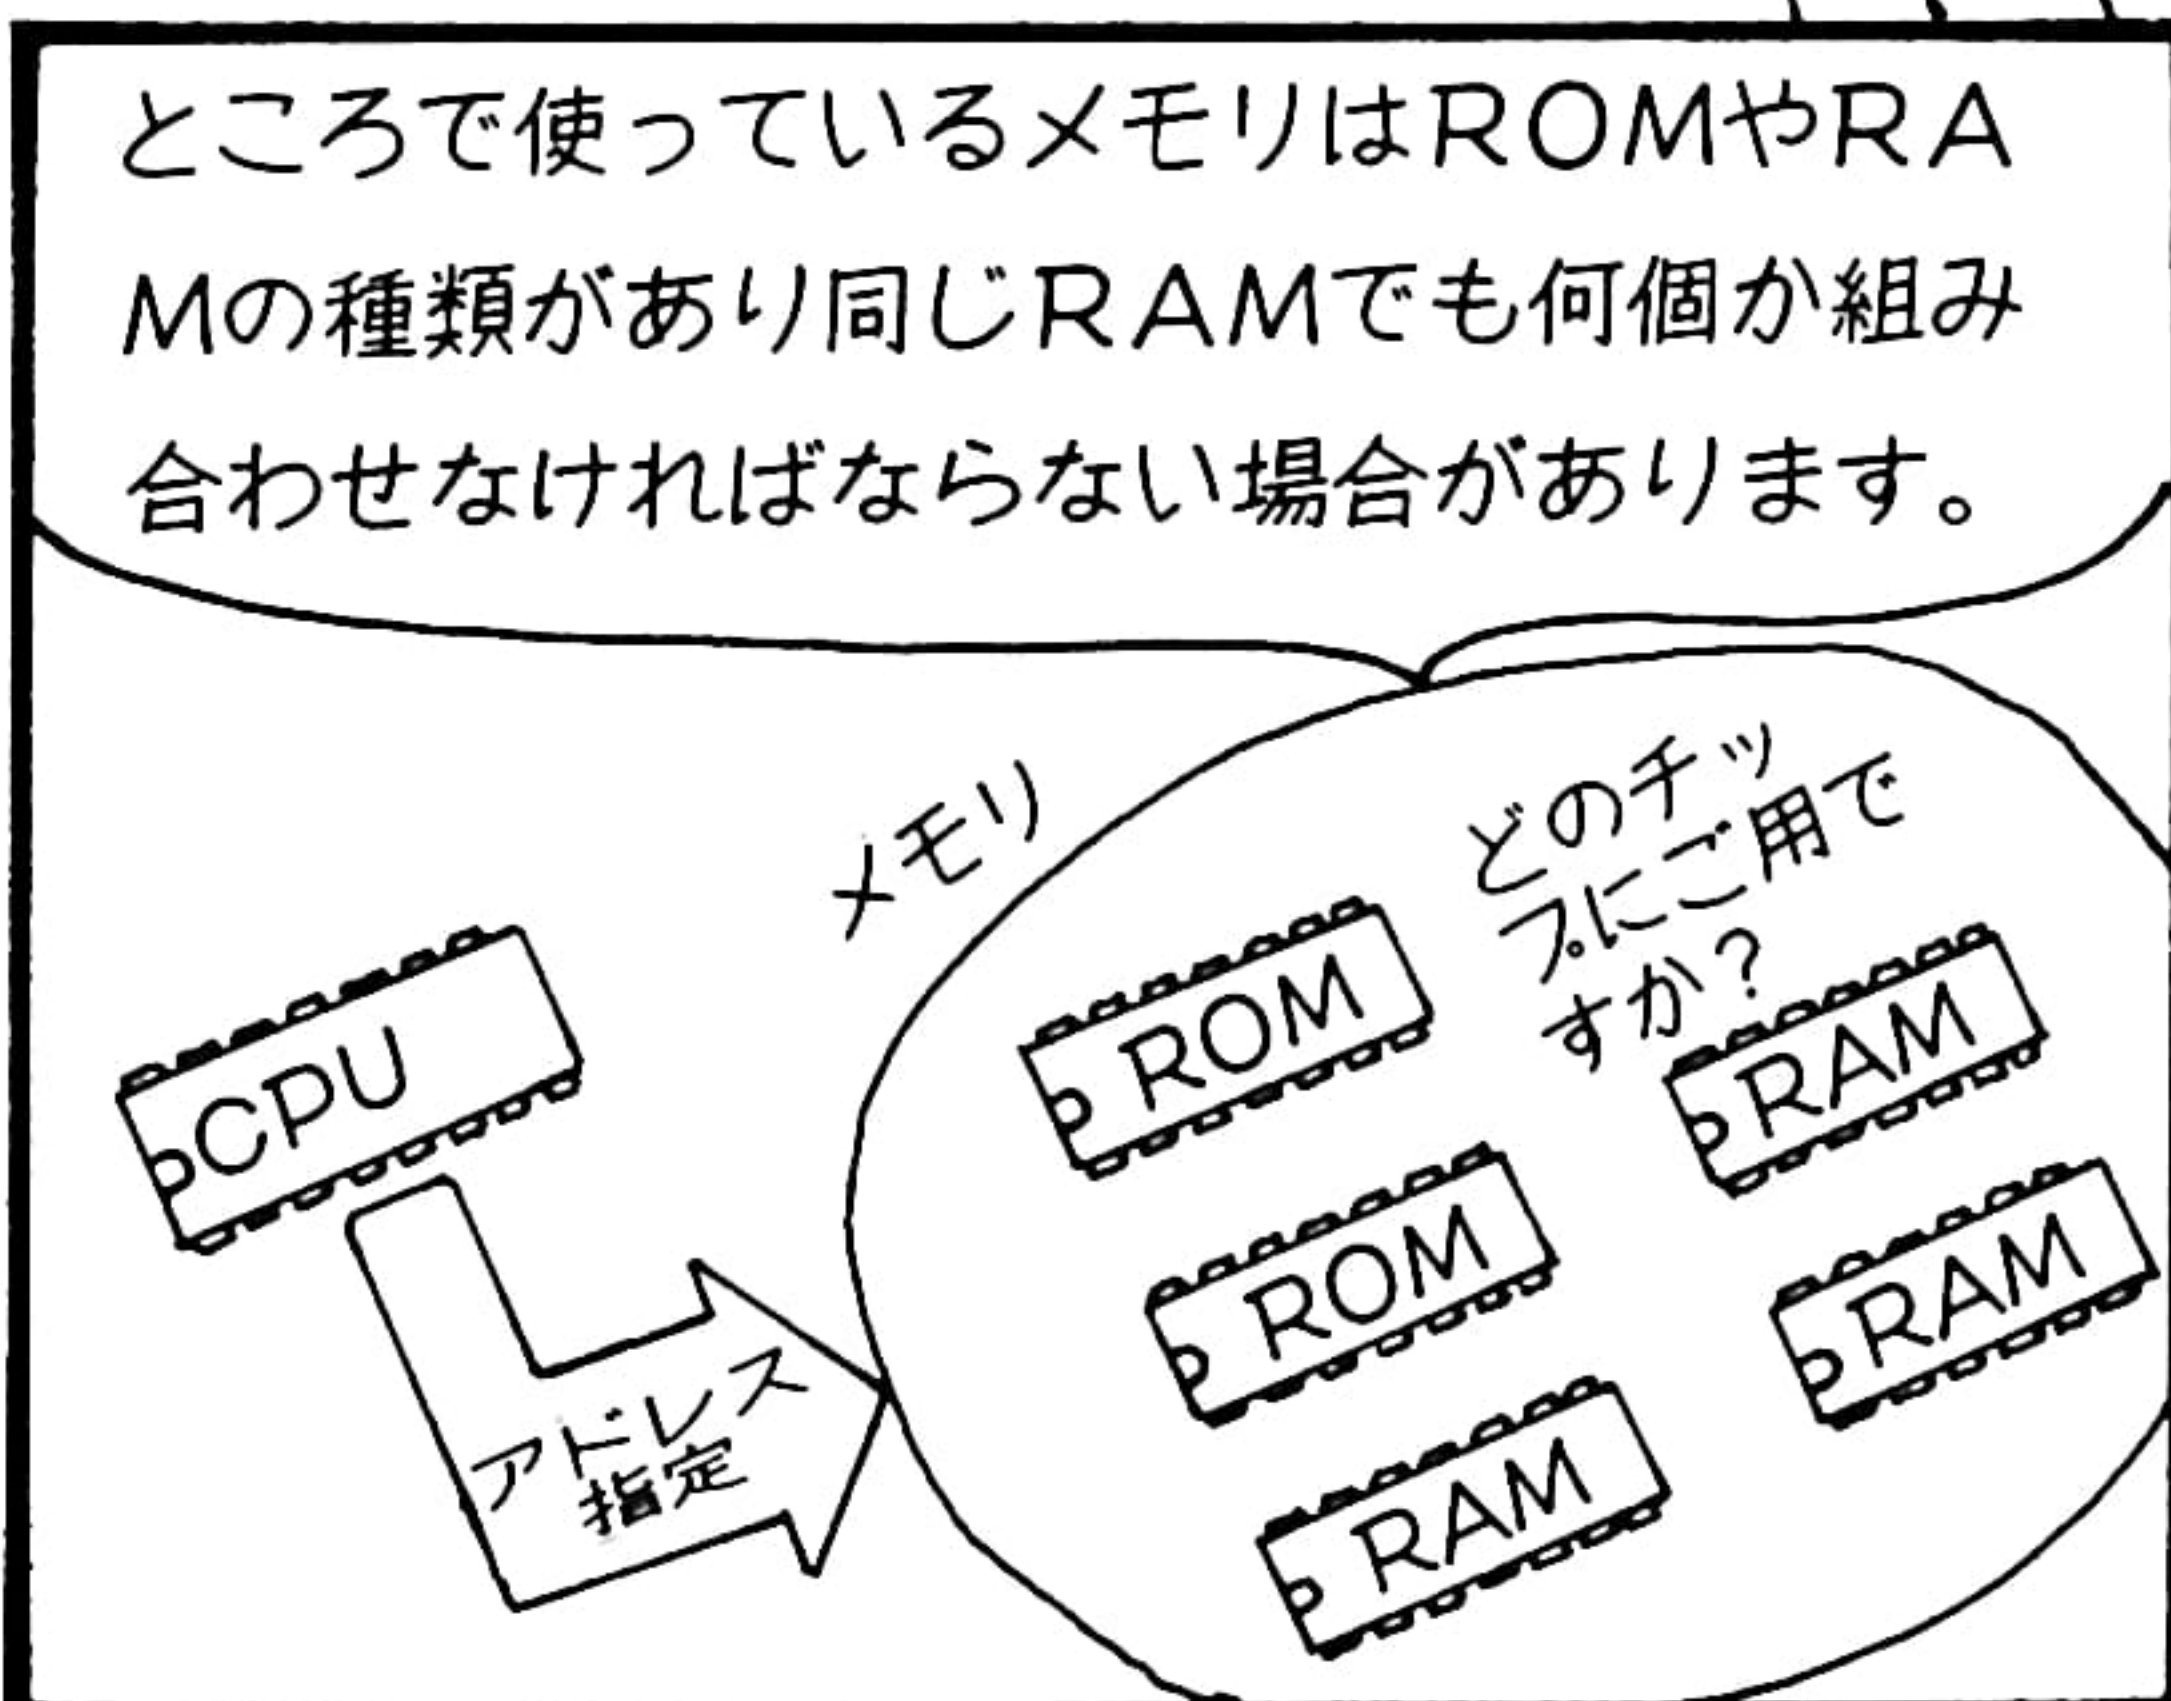 ところで使っているメモリはROMやRA
Mの種類があり同じRAMでも何個か組み
合わせなければならない場合があります。
メモリ
どのチッ
プにご用で
すか?
CPU
ROM
RAM
ROM
RAM
RAM
アドレス
指定